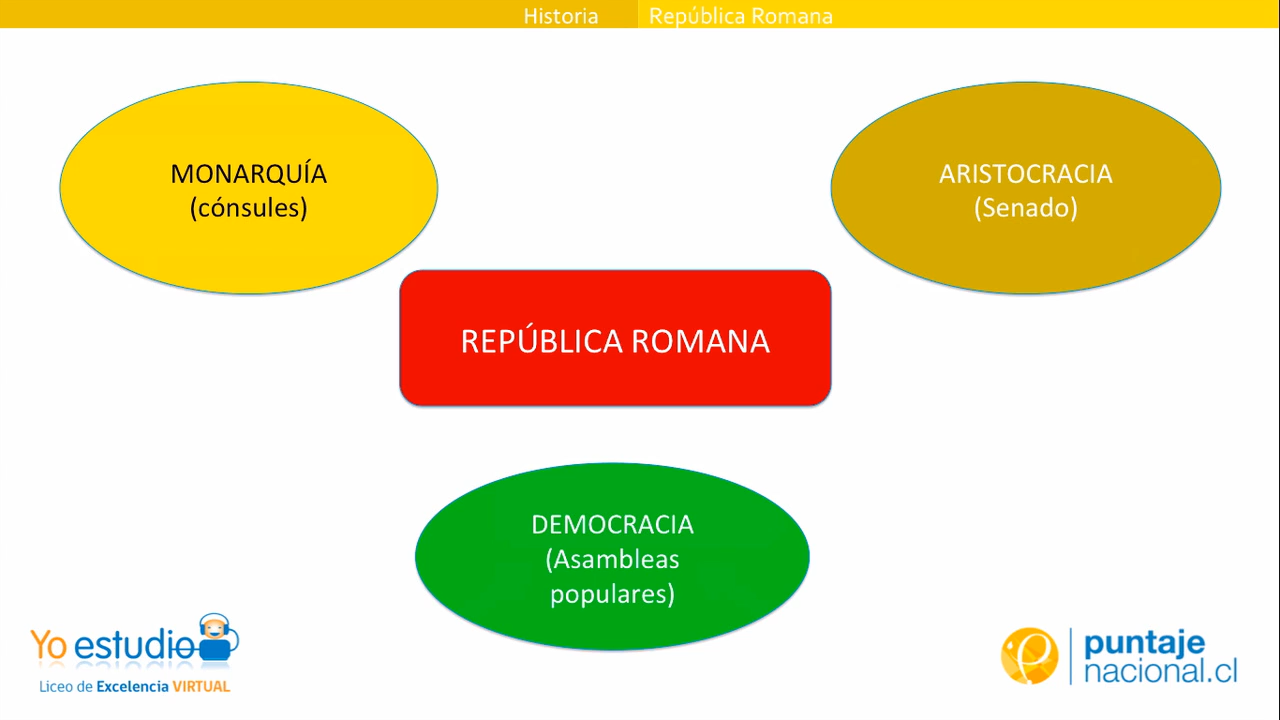 Historia
República Romana
MONARQUÍA
(cónsules)
ARISTOCRACIA
(Senado)
REPÚBLICA ROMANA
DEMOCRACIA
(Asambleas
populares)
Yo estudio
Liceo de Excelencia VIRTUAL
puntaje
nacional.cl